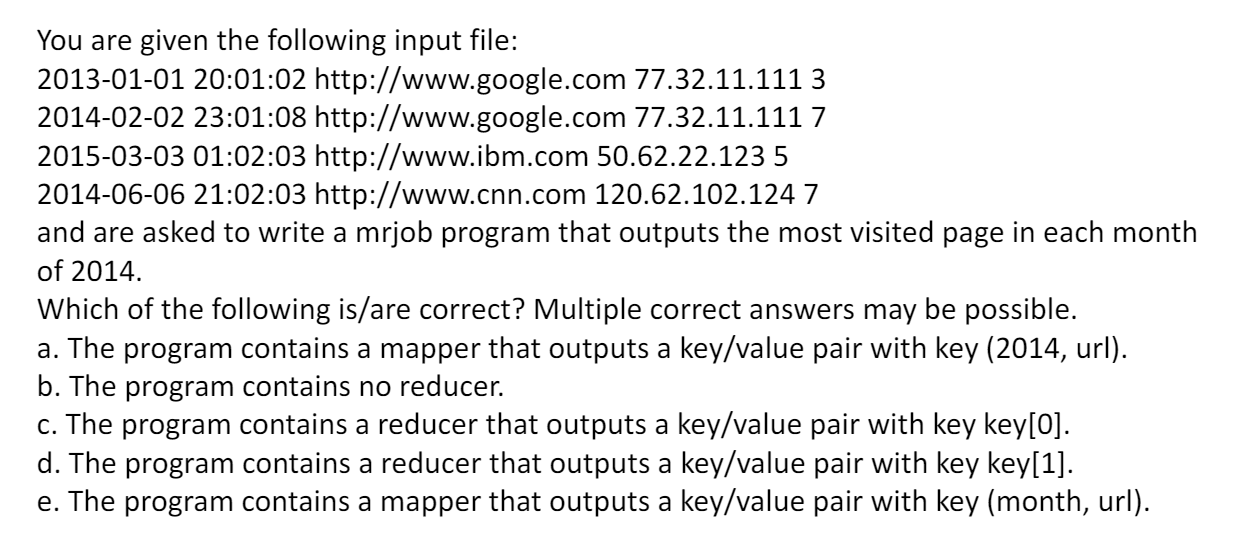 You are given the following input file:
2013-01-01 20:01:02 http://www.google.com 77.32.11.111 3
2014-02-02 23:01:08 http://www.google.com 77.32.11.111 7
2015-03-03 01:02:03 http://www.ibm.com 50.62.22.123 5
2014-06-06 21:02:03 http://www.cnn.com 120.62.102.124 7
and are asked to write a mrjob program that outputs the most visited page in each month
of 2014.
Which of the following is/are correct? Multiple correct answers may be possible.
a. The program contains a mapper that outputs a key/value pair with key (2014, url).
b. The program contains no reducer.
c. The program contains a reducer that outputs a key/value pair with key key[0].
d. The program contains a reducer that outputs a key/value pair with key key[1].
e. The program contains a mapper that outputs a key/value pair with key (month, url).